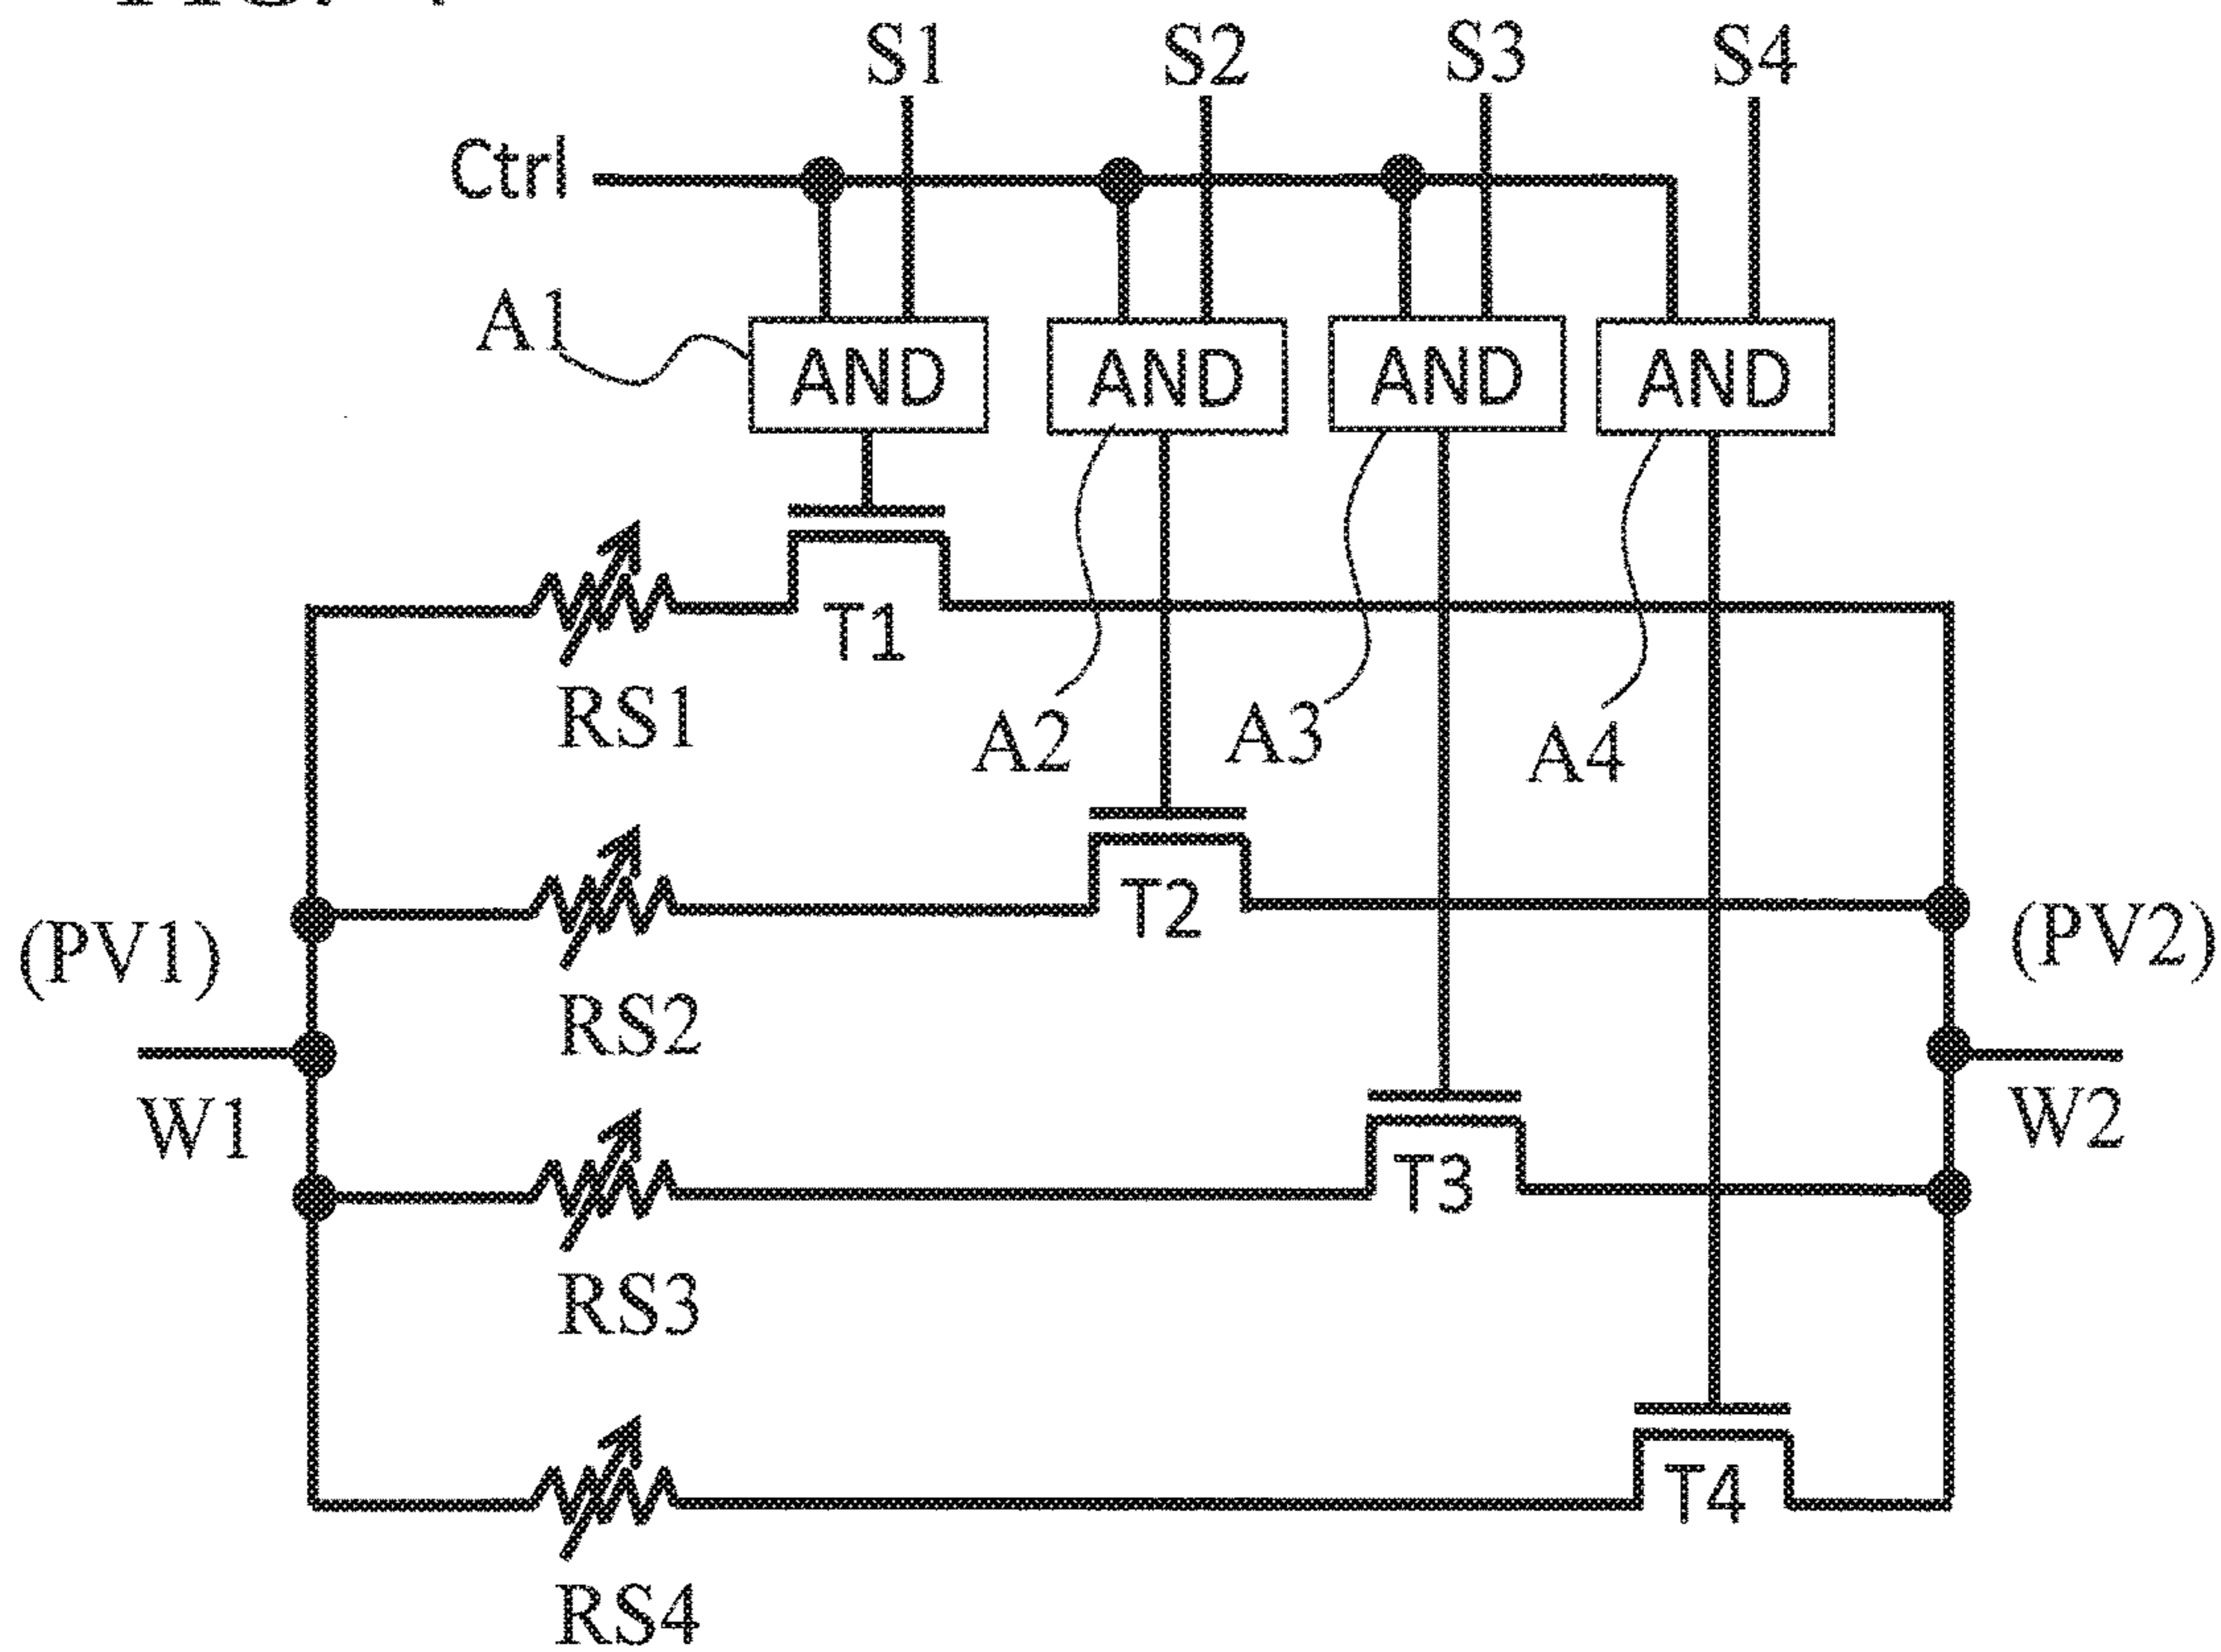 S1 S2 S3 S4
Ctrl
A1 AND AND AND AND
T1
RS1 A2 A3 A4
T2
(PV1) (PV2)
RS2
W1 W2
T3
RS3
T4
RS4